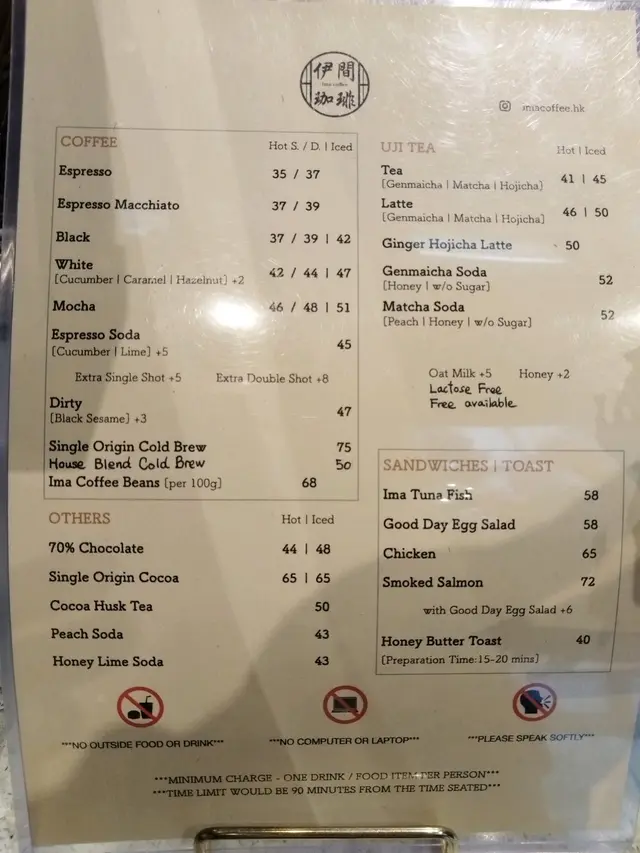 伊間
ima coffee
珈琲
imacoffee.hk
COFFEE Hot S. / D. | Iced
Espresso 35 / 37
Espresso Macchiato 37 / 39
Black 37 / 39 | 42
White 42 / 44 | 47
[Cucumber | Caramel | Hazelnut] +2
Mocha 46 / 48 | 51
Espresso Soda 45
[Cucumber | Lime] +5
Extra Single Shot +5 Extra Double Shot +8
Dirty 47
[Black Sesame] +3
Single Origin Cold Brew 75
House Blend Cold Brew 50
Ima Coffee Beans [per 100g] 68
OTHERS Hot | Iced
70% Chocolate 44 | 48
Single Origin Cocoa 65 | 65
Cocoa Husk Tea 50
Peach Soda 43
Honey Lime Soda 43
UJI TEA Hot | Iced
Tea 41 | 45
[Genmaicha | Matcha | Hojicha]
Latte 46 | 50
[Genmaicha | Matcha | Hojicha]
Ginger Hojicha Latte 50
Genmaicha Soda 52
[Honey | w/o Sugar]
Matcha Soda 52
[Peach | Honey | w/o Sugar]
Oat Milk +5 Honey +2
Lactose Free
Free available
SANDWICHES | TOAST
Ima Tuna Fish 58
Good Day Egg Salad 58
Chicken 65
Smoked Salmon 72
with Good Day Egg Salad +6
Honey Butter Toast 40
[Preparation Time: 15-20 mins]
***NO OUTSIDE FOOD OR DRINK***
***NO COMPUTER OR LAPTOP***
***PLEASE SPEAK SOFTLY***
***MINIMUM CHARGE - ONE DRINK / FOOD ITEM PER PERSON***
***TIME LIMIT WOULD BE 90 MINUTES FROM THE TIME SEATED***